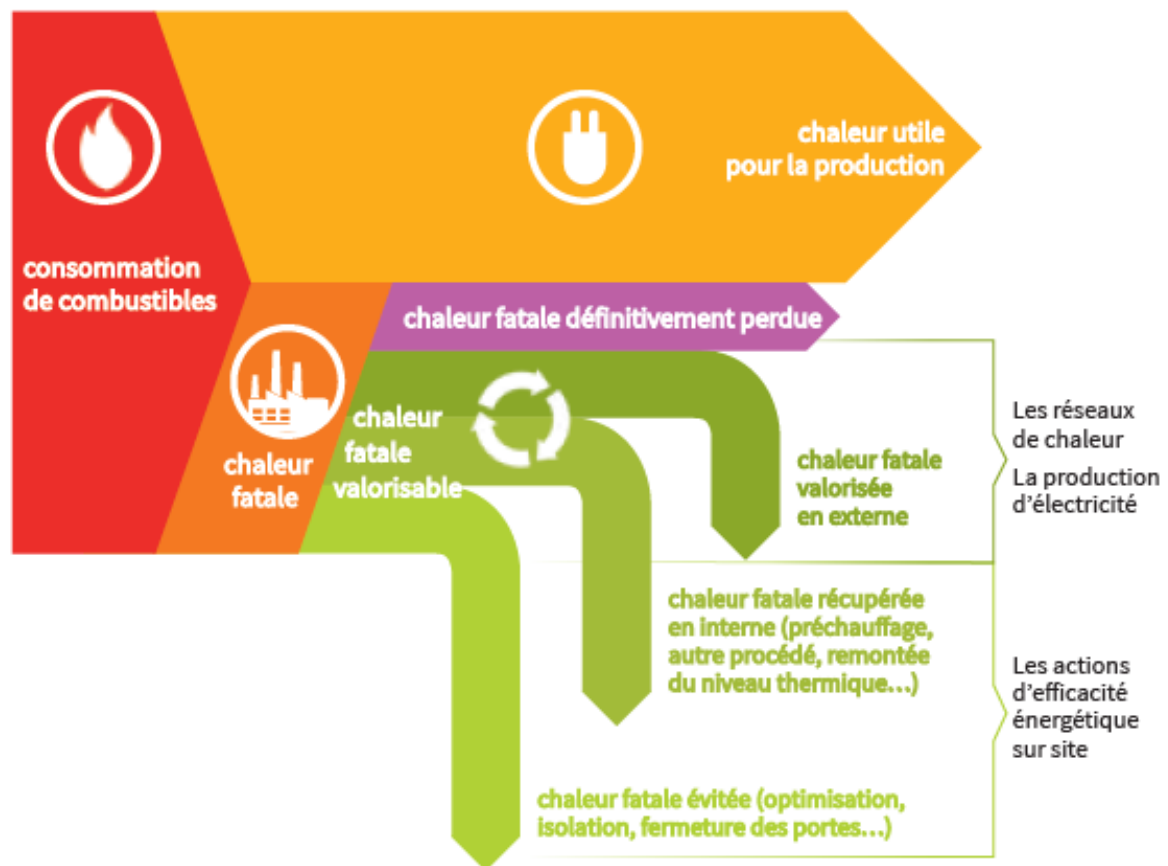 chaleur utile
pour la production
consommation
de combustibles
chaleur fatale définitivement perdue
chaleur
fatale
chaleur
fatale
valorisable
chaleur fatale
valorisée
en externe
Les réseaux
de chaleur
La production
d’électricité
chaleur fatale récupérée
en interne (préchauffage,
autre procédé, remontée
du niveau thermique...)
Les actions
d’efficacité
énergétique
sur site
chaleur fatale évitée (optimisation,
isolation, fermeture des portes...)